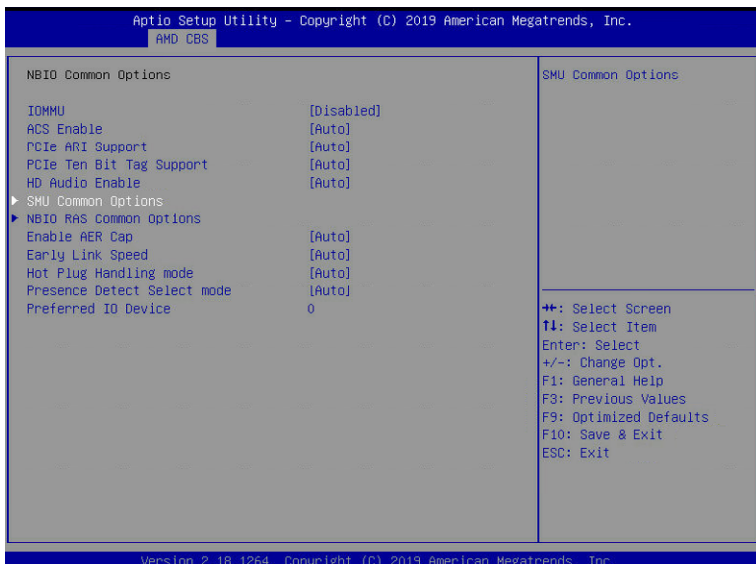 Aptio Setup Utility – Copyright (C) 2019 American Megatrends, Inc.
AMD CBS
NBIO Common Options
IOMMU [Disabled]
ACS Enable [Auto]
PCIe ARI Support [Auto]
PCIe Ten Bit Tag Support [Auto]
HD Audio Enable [Auto]
SMU Common Options
NBIO RAS Common Options
Enable AER Cap [Auto]
Early Link Speed [Auto]
Hot Plug Handling mode [Auto]
Presence Detect Select mode [Auto]
Preferred IO Device 0
SMU Common Options
→←: Select Screen
↑↓: Select Item
Enter: Select
+/-: Change Opt.
F1: General Help
F3: Previous Values
F9: Optimized Defaults
F10: Save & Exit
ESC: Exit
Version 2.18.1264. Copyright (C) 2019 American Megatrends, Inc.